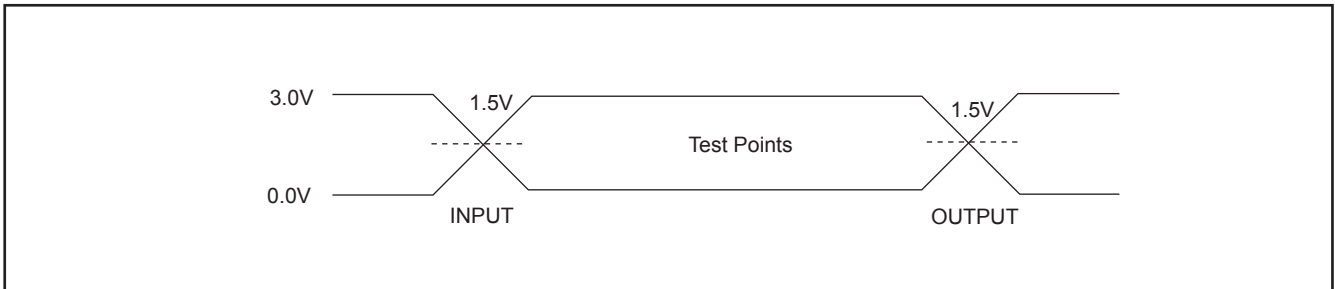 3.0V
1.5V
1.5V
Test Points
0.0V
INPUT
OUTPUT